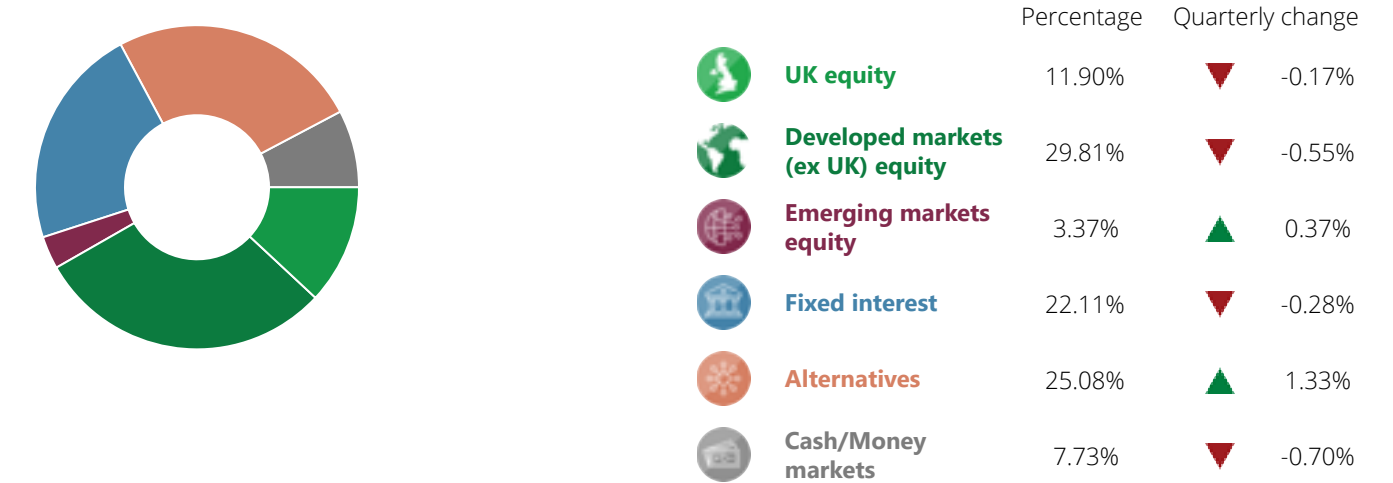 Percentage Quarterly change
UK equity 11.90% -0.17%
Developed markets
(ex UK) equity 29.81% -0.55%
Emerging markets
equity 3.37% 0.37%
Fixed interest 22.11% -0.28%
Alternatives 25.08% 1.33%
Cash/Money
markets 7.73% -0.70%